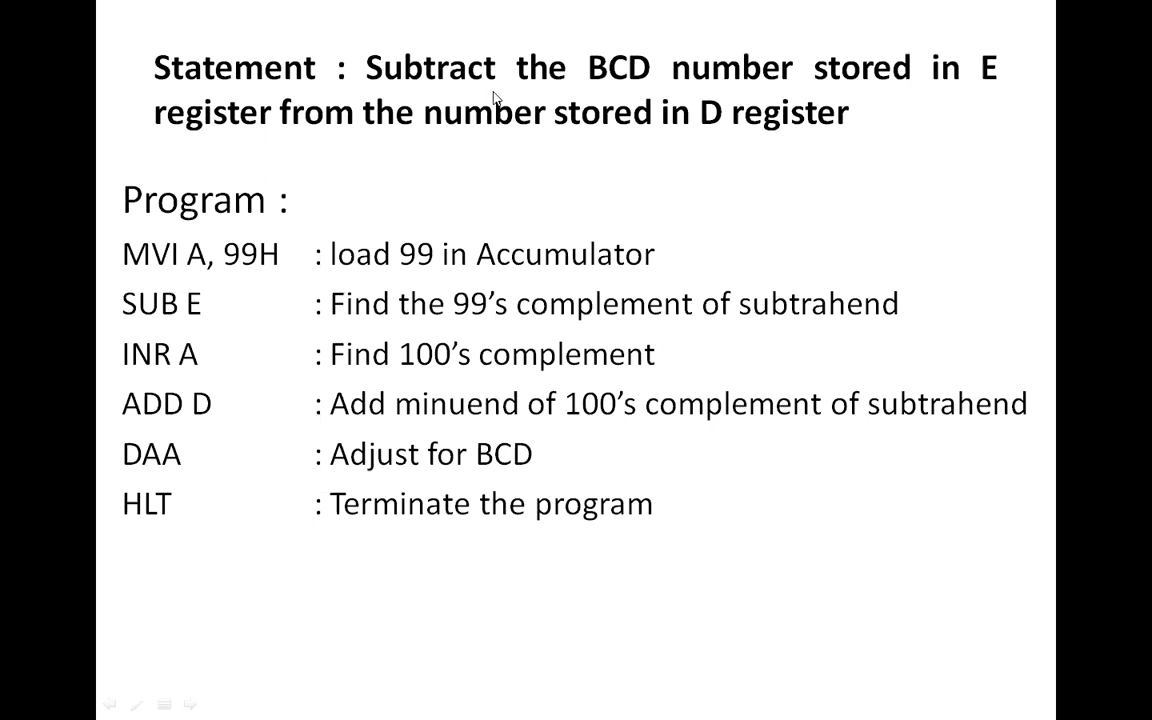 Statement : Subtract the BCD number stored in E
register from the number stored in D register
Program :
MVI A, 99H : load 99 in Accumulator
SUB E : Find the 99’s complement of subtrahend
INR A : Find 100’s complement
ADD D : Add minuend of 100’s complement of subtrahend
DAA : Adjust for BCD
HLT : Terminate the program